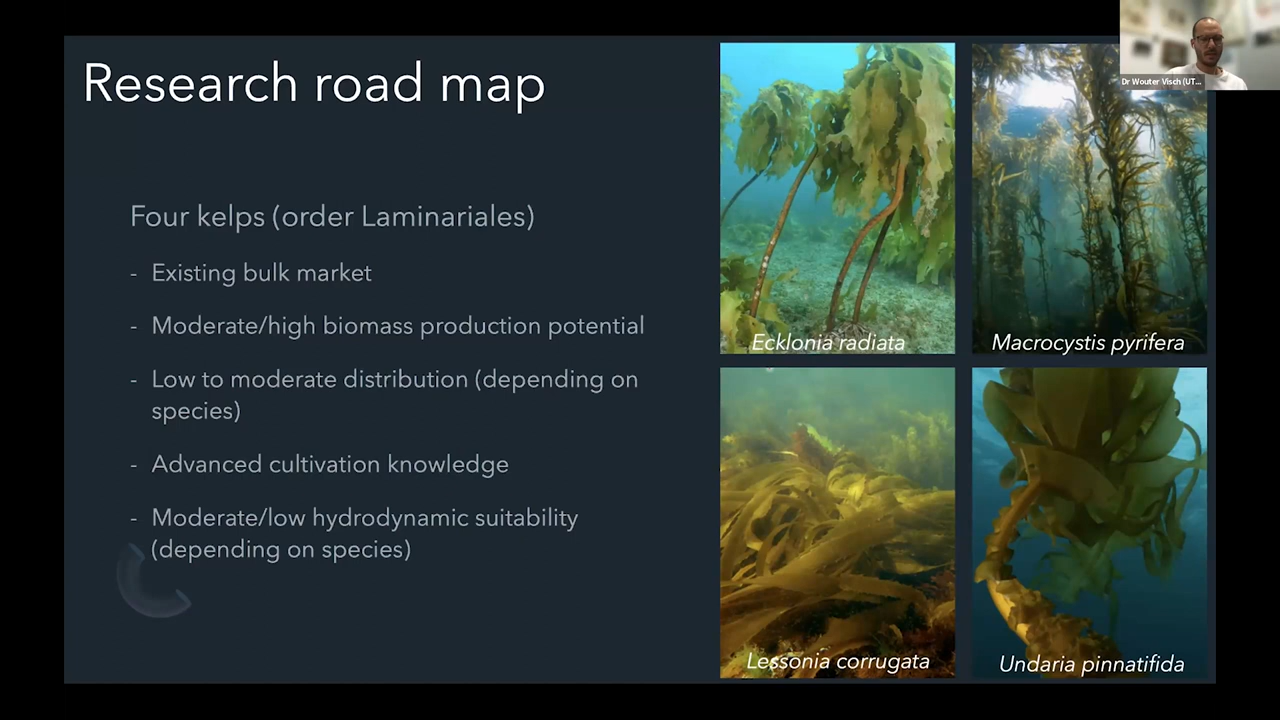 Research road map
Four kelps (order Laminariales)
- Existing bulk market
- Moderate/high biomass production potential
- Low to moderate distribution (depending on
species)
- Advanced cultivation knowledge
- Moderate/low hydrodynamic suitability
(depending on species)
Dr Wouter Visch (UT...
Ecklonia radiata
Macrocystis pyrifera
Lessonia corrugata
Undaria pinnatifida